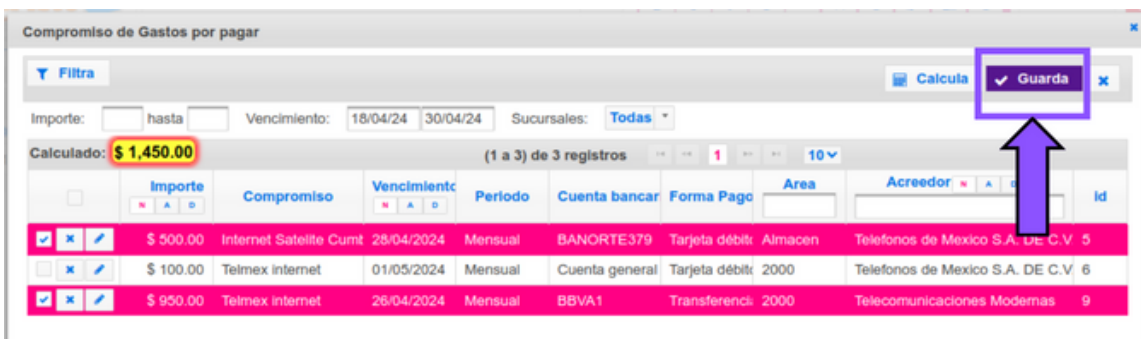 Compromiso de Gastos por pagar
Filtra Calcula Guarda
Importe: hasta Vencimiento: 18/04/24 30/04/24 Sucursales: Todas
Calculado: $ 1,450.00 (1 a 3) de 3 registros 1 10
Importe N A D Compromiso Vencimiento N A D Periodo Cuenta bancar Forma Pago Area Acreedor N A D id
$ 500.00 Internet Satelite Cumb 28/04/2024 Mensual BANORTE379 Tarjeta débito Almacen Telefonos de Mexico S.A. DE C.V 5
$ 100.00 Telmex internet 01/05/2024 Mensual Cuenta general Tarjeta débito 2000 Telefonos de Mexico S.A. DE C.V 6
$ 950.00 Telmex internet 26/04/2024 Mensual BBVA1 Transferencia 2000 Telecomunicaciones Modernas 9